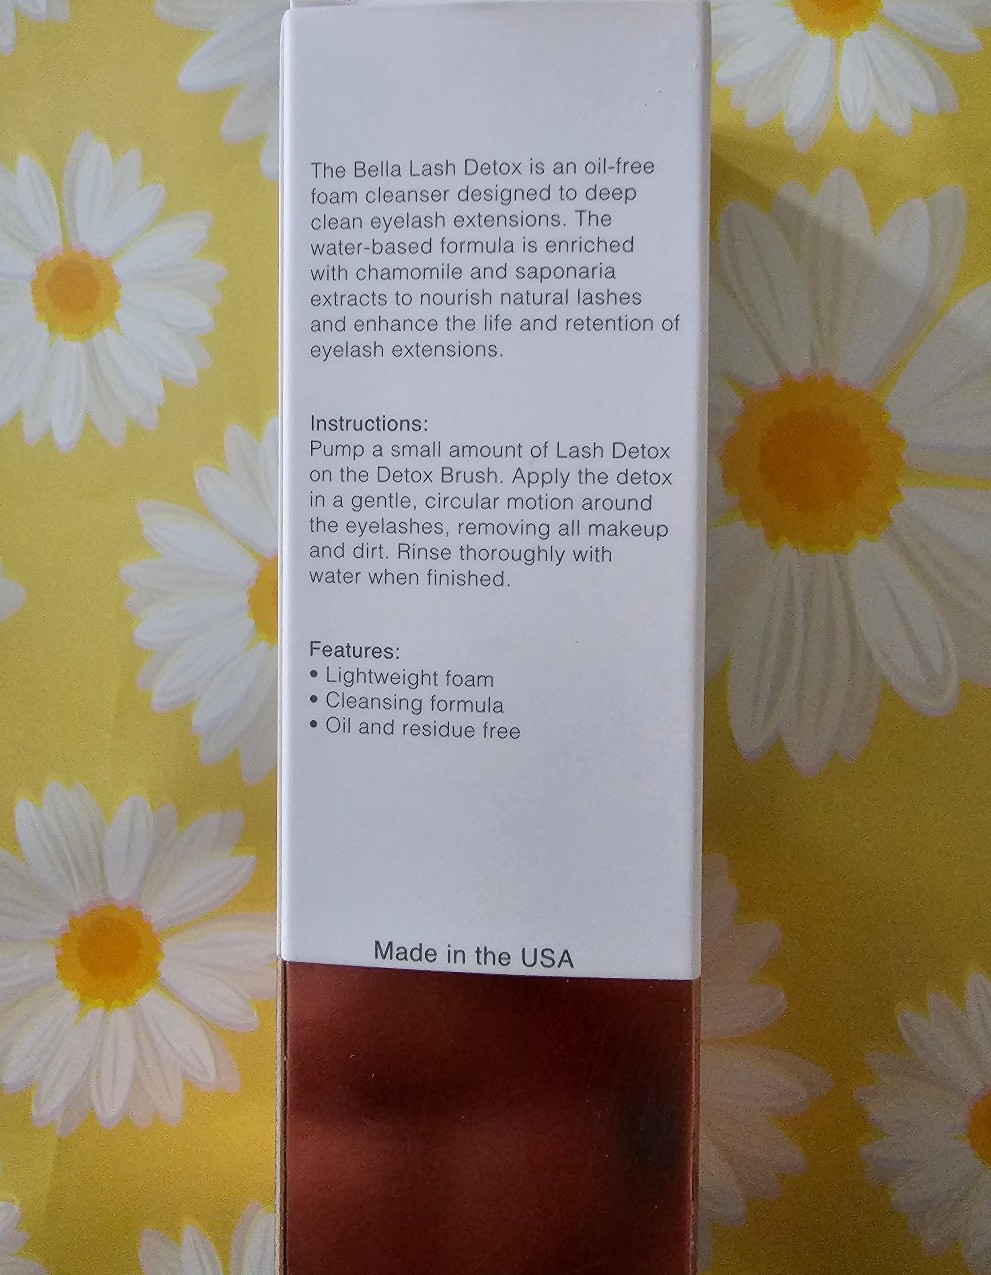 The Bella Lash Detox is an oil-free
foam cleanser designed to deep
clean eyelash extensions. The
water-based formula is enriched
with chamomile and saponaria
extracts to nourish natural lashes
and enhance the life and retention of
eyelash extensions.
Instructions:
Pump a small amount of Lash Detox
on the Detox Brush. Apply the detox
in a gentle, circular motion around
the eyelashes, removing all makeup
and dirt. Rinse thoroughly with
water when finished.
Features:
• Lightweight foam
• Cleansing formula
• Oil and residue free
Made in the USA